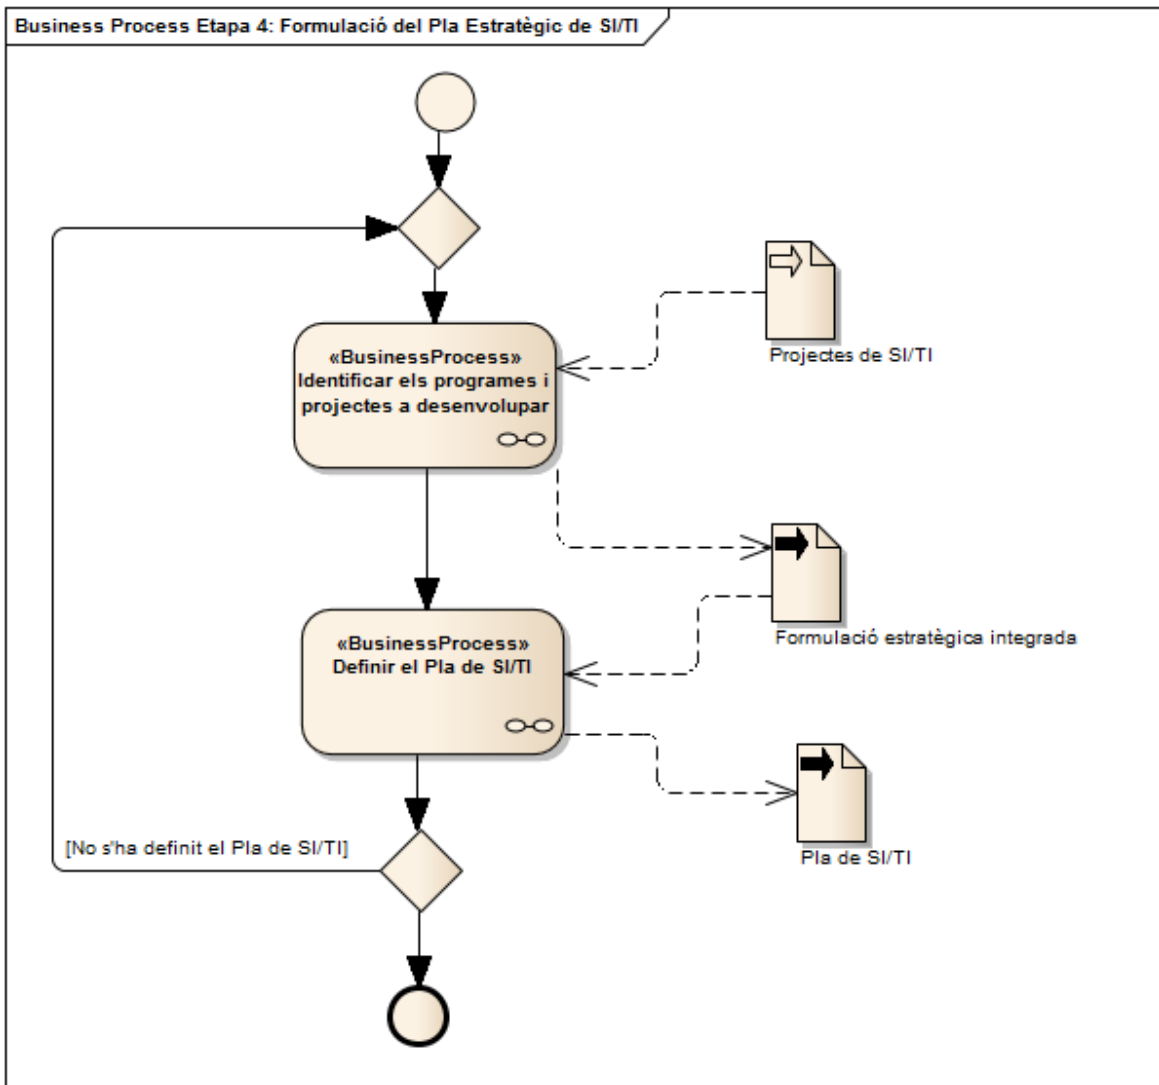 Business Process Etapa 4: Formulació del Pla Estratègic de SI/TI
«BusinessProcess»
Identificar els programes i
projectes a desenvolupar
Projectes de SI/TI
Formulació estratègica integrada
«BusinessProcess»
Definir el Pla de SI/TI
Pla de SI/TI
[No s'ha definit el Pla de SI/TI]